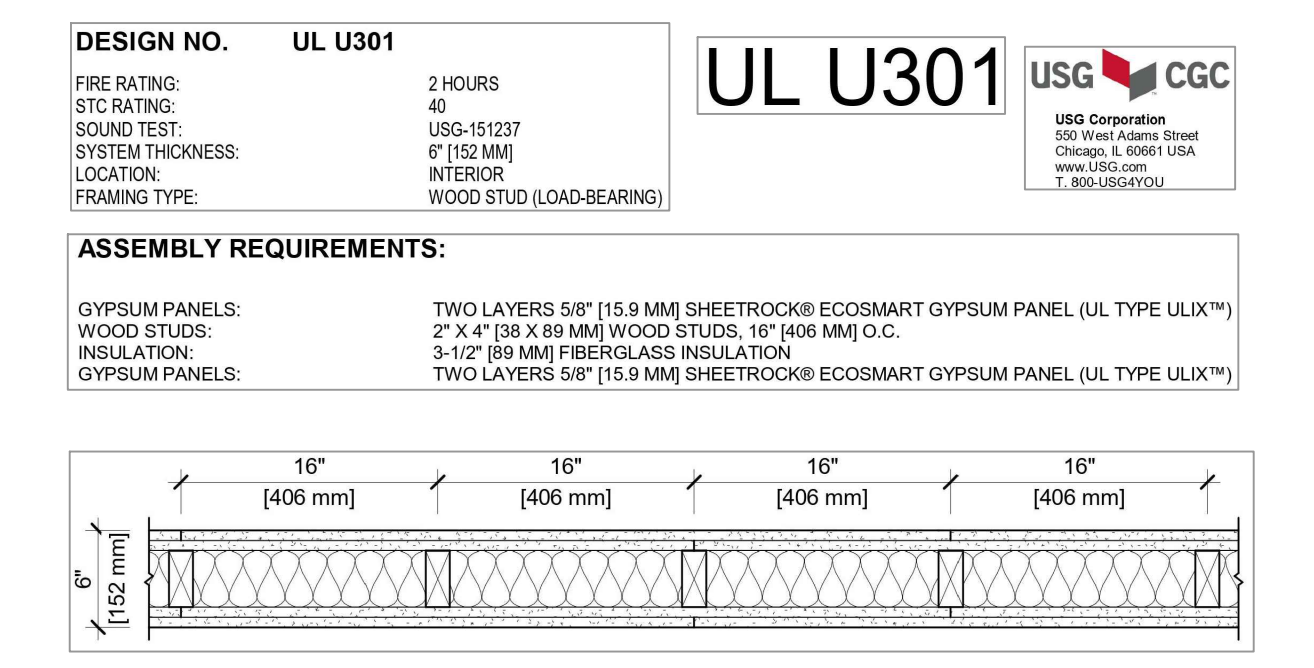 DESIGN NO. UL U301
FIRE RATING: 2 HOURS
STC RATING: 40
SOUND TEST: USG-151237
SYSTEM THICKNESS: 6" [152 MM]
LOCATION: INTERIOR
FRAMING TYPE: WOOD STUD (LOAD-BEARING)
UL U301
USG CGC
™
USG Corporation
550 West Adams Street
Chicago, IL 60661 USA
www.USG.com
T. 800-USG4YOU
ASSEMBLY REQUIREMENTS:
GYPSUM PANELS: TWO LAYERS 5/8" [15.9 MM] SHEETROCK® ECOSMART GYPSUM PANEL (UL TYPE ULIX™)
WOOD STUDS: 2" X 4" [38 X 89 MM] WOOD STUDS, 16" [406 MM] O.C.
INSULATION: 3-1/2" [89 MM] FIBERGLASS INSULATION
GYPSUM PANELS: TWO LAYERS 5/8" [15.9 MM] SHEETROCK® ECOSMART GYPSUM PANEL (UL TYPE ULIX™)
16" 16" 16" 16"
[406 mm] [406 mm] [406 mm] [406 mm]
6"
[152 mm]